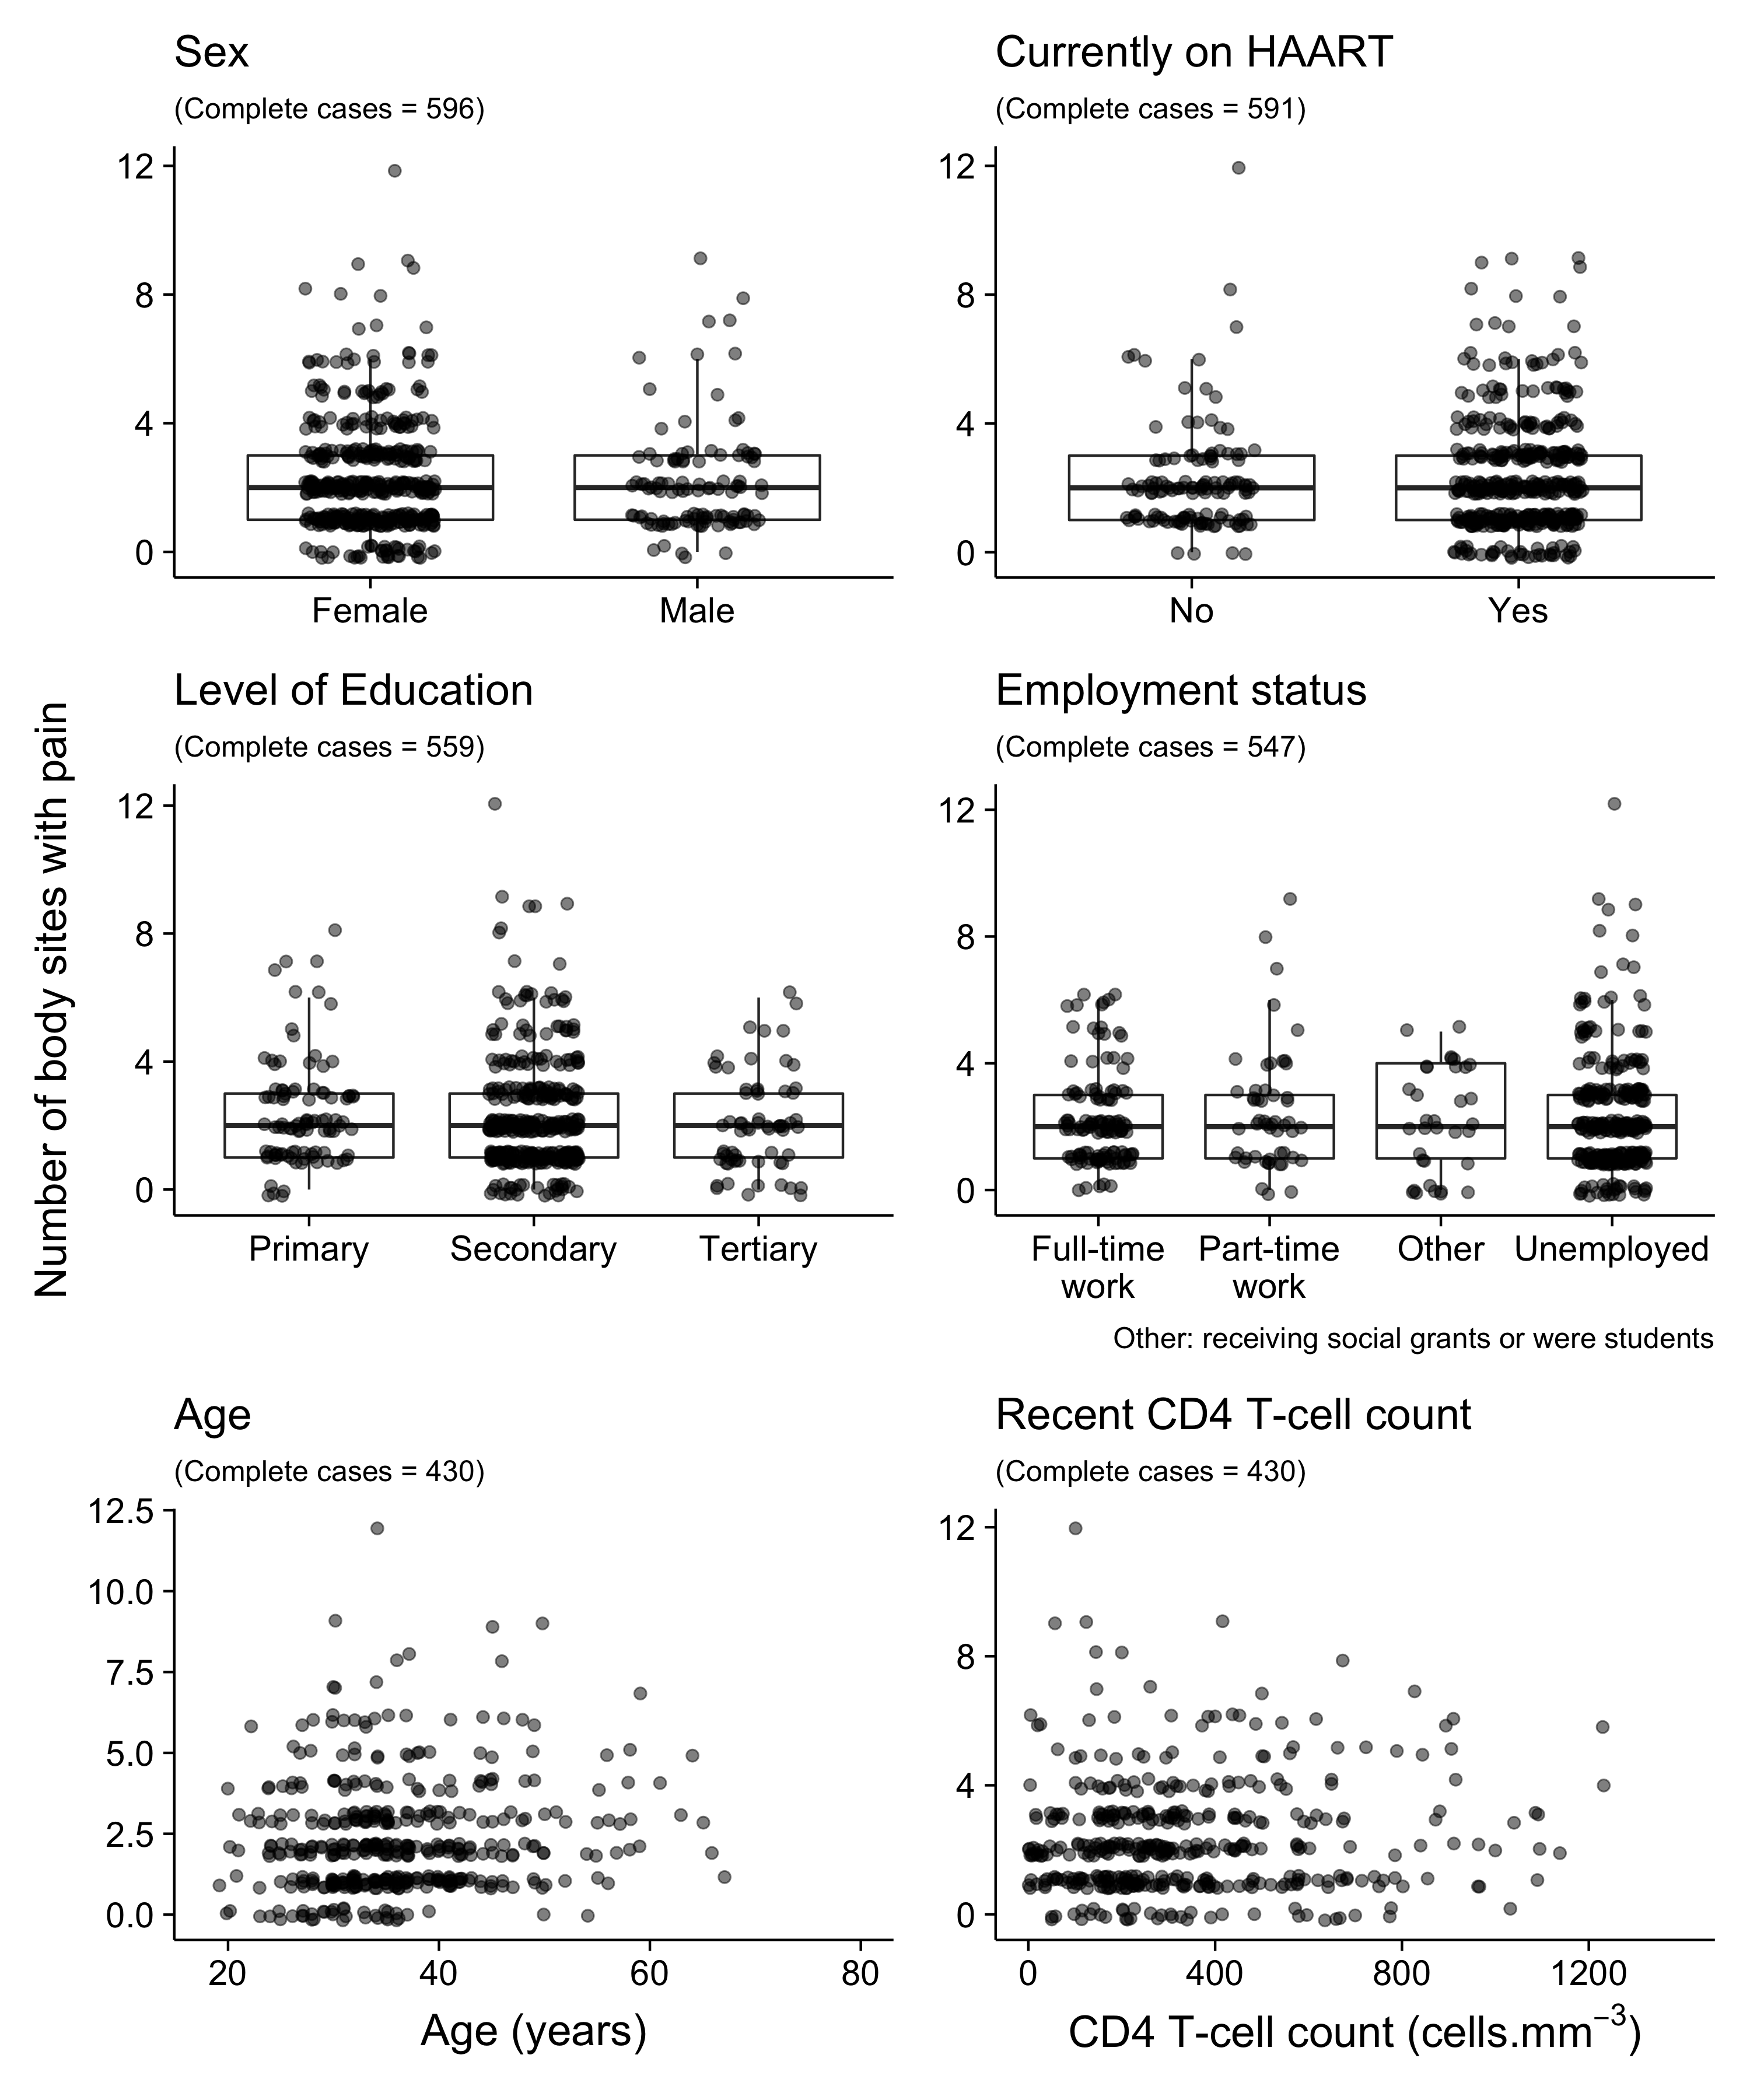 Sex
(Complete cases = 596)
12
8
4
0
Female Male
Currently on HAART
(Complete cases = 591)
12
8
4
0
No Yes
Number of body sites with pain
Level of Education
(Complete cases = 559)
12
8
4
0
Primary Secondary Tertiary
Employment status
(Complete cases = 547)
12
8
4
0
Full-time Part-time Other Unemployed
work work
Other: receiving social grants or were students
Age
(Complete cases = 430)
12.5
10.0
7.5
5.0
2.5
0.0
20 40 60 80
Age (years)
Recent CD4 T-cell count
(Complete cases = 430)
12
8
4
0
0 400 800 1200
CD4 T-cell count (cells.mm⁻³)